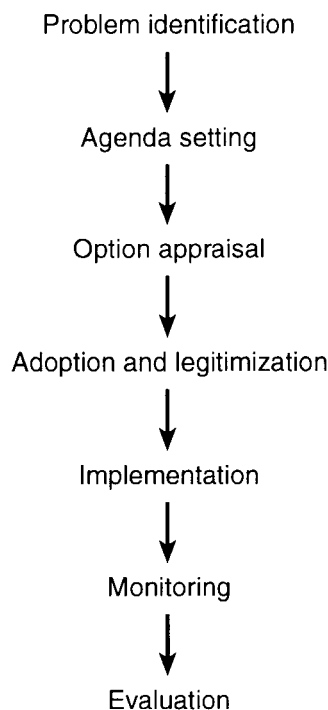 Problem identification
Agenda setting
Option appraisal
Adoption and legitimization
Implementation
Monitoring
Evaluation